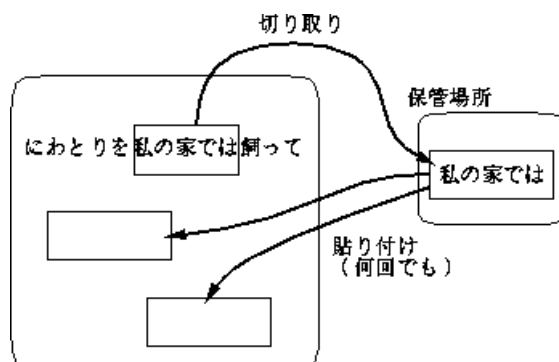 切り取り
保管場所
にわとりを私の家では飼って
私の家では
貼り付け
（何回でも）